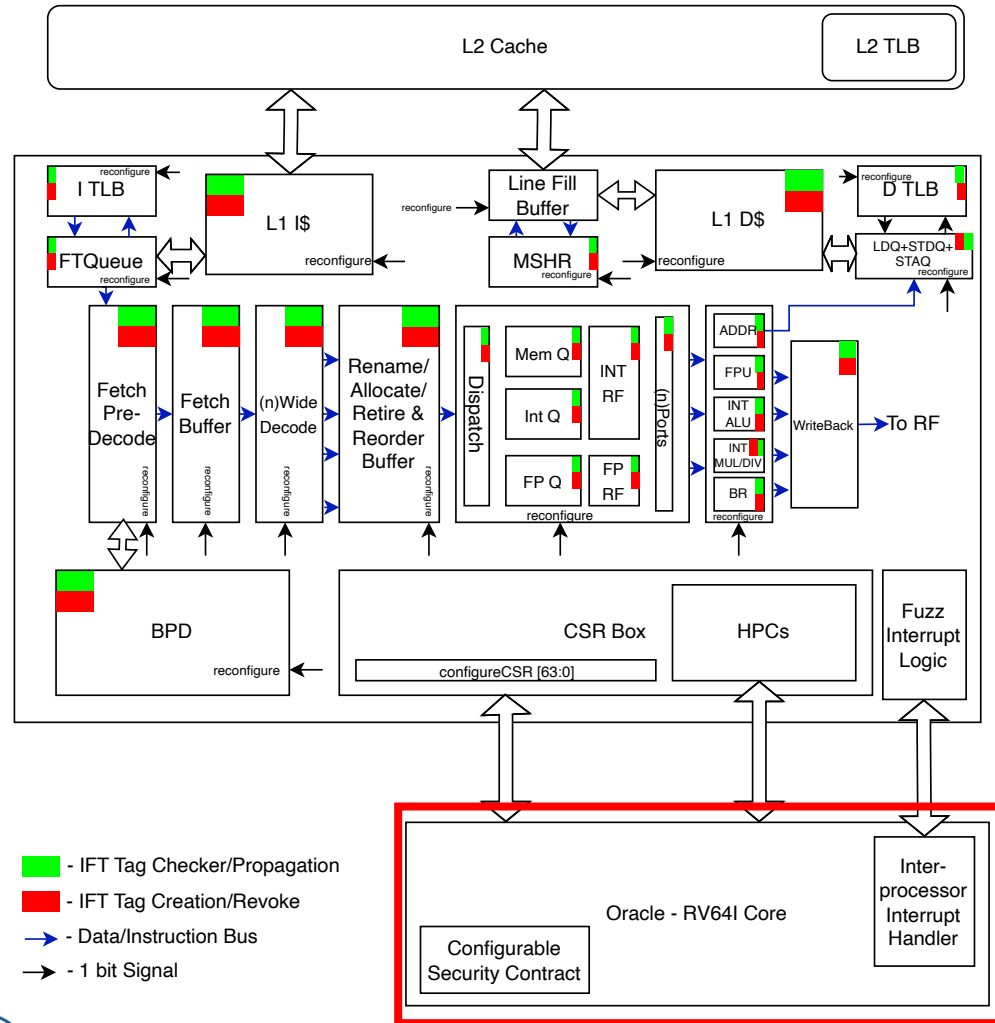 L2 Cache
L2 TLB
reconfigure
I TLB
FTQueue
reconfigure
L1 I$
reconfigure
reconfigure
Line Fill
Buffer
MSHR
reconfigure
L1 D$
reconfigure
reconfigure
D TLB
LDQ+STDQ+
STAQ
reconfigure
Fetch
Pre-
Decode
reconfigure
Fetch
Buffer
reconfigure
(n)Wide
Decode
reconfigure
Rename/
Allocate/
Retire &
Reorder
Buffer
reconfigure
Dispatch
Mem Q
Int Q
FP Q
INT
RF
FP
RF
(n)Ports
reconfigure
ADDR
FPU
INT
ALU
INT
MUL/DIV
BR
reconfigure
WriteBack
To RF
BPD
reconfigure
CSR Box
configureCSR [63:0]
HPCs
Fuzz
Interrupt
Logic
- IFT Tag Checker/Propagation
- IFT Tag Creation/Revoke
- Data/Instruction Bus
- 1 bit Signal
Oracle - RV64I Core
Configurable
Security Contract
Inter-
processor
Interrupt
Handler